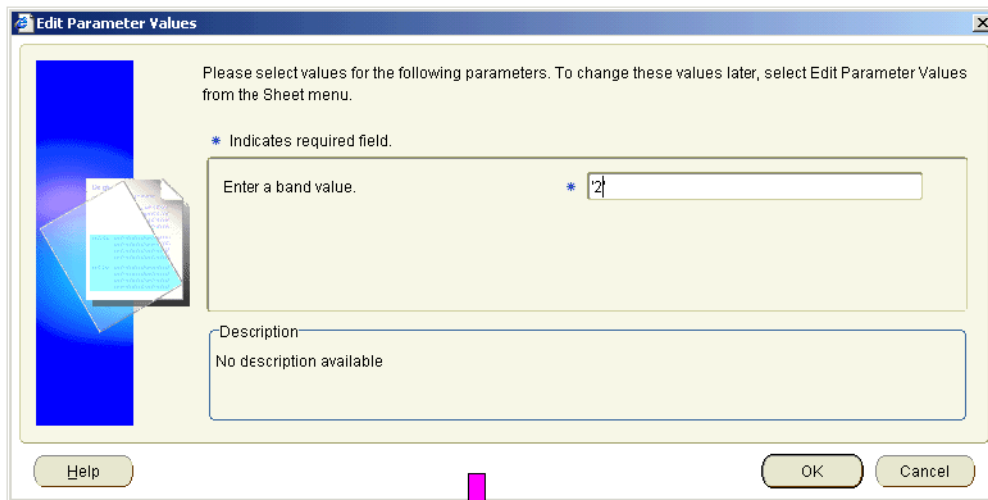 Edit Parameter Values
Please select values for the following parameters. To change these values later, select Edit Parameter Values
from the Sheet menu.
* Indicates required field.
Enter a band value. * '2'
Description
No description available
Help OK Cancel